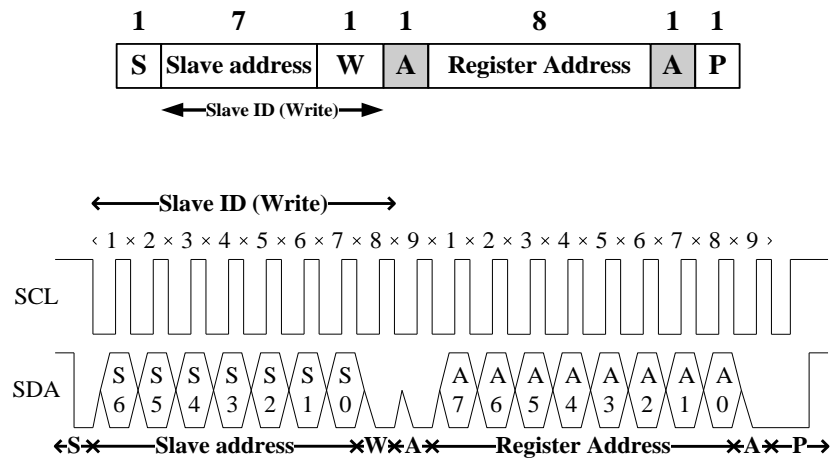 1 7 1 1 8 1 1
S Slave address W A Register Address A P
Slave ID (Write)
Slave ID (Write)
‹ 1 × 2 × 3 × 4 × 5 × 6 × 7 × 8 × 9 × 1 × 2 × 3 × 4 × 5 × 6 × 7 × 8 × 9 ›
SCL
SDA
S S S S S S S A A A A A A A A
6 5 4 3 2 1 0 7 6 5 4 3 2 1 0
S Slave address W A Register Address A P